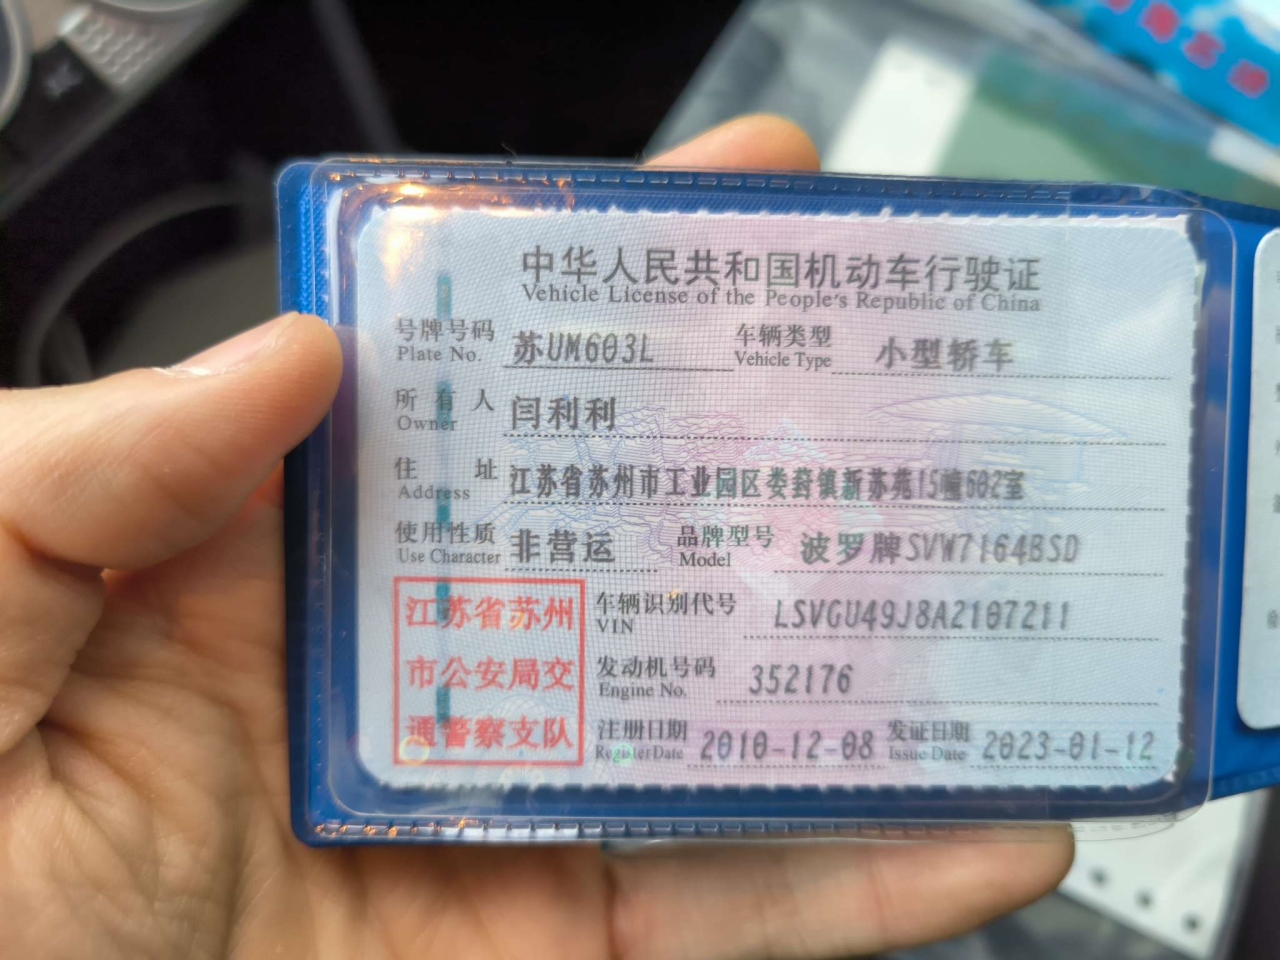 中华人民共和国机动车行驶证
Vehicle License of the People's Republic of China
号牌号码 苏UM603L 车辆类型 小型轿车
Plate No. Vehicle Type
所有人 闫利利
Owner
住址 江苏省苏州市工业园区娄葑镇新苏苑15幢602室
Address
使用性质 非营运 品牌型号 波罗牌SVW7164BSD
Use Character Model
江苏省苏州
市公安局交
通警察支队
车辆识别代号 LSVGU49J8A2107211
VIN
发动机号码 352176
Engine No.
注册日期 2010-12-08 发证日期 2023-01-12
Register Date Issue Date